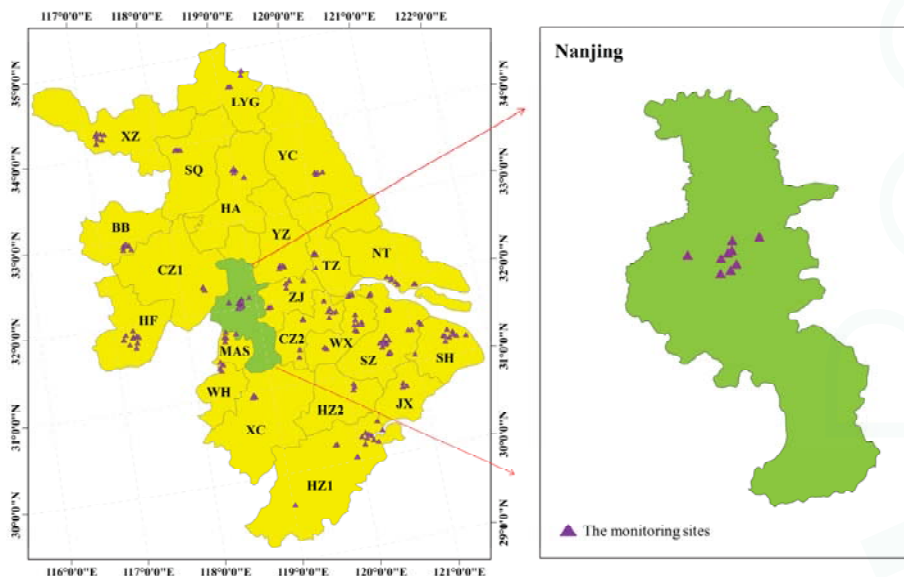 117°0'0"E 118°0'0"E 119°0'0"E 120°0'0"E 121°0'0"E 122°0'0"E
35°0'0"N
34°0'0"N
33°0'0"N
32°0'0"N
31°0'0"N
30°0'0"N
LYG
XZ
SQ
YC
HA
BB
YZ
NT
CZ1
TZ
ZJ
HF
CZ2
WX
MAS
SZ
SH
WH
HZ2
JX
XC
HZ1
34°0'0"N
33°0'0"N
32°0'0"N
31°0'0"N
30°0'0"N
29°0'0"N
116°0'0"E 117°0'0"E 118°0'0"E 119°0'0"E 120°0'0"E 121°0'0"E
Nanjing
The monitoring sites